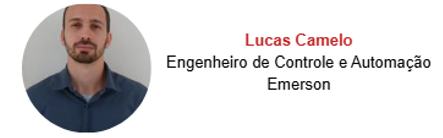 Lucas Camelo
Engenheiro de Controle e Automação
Emerson